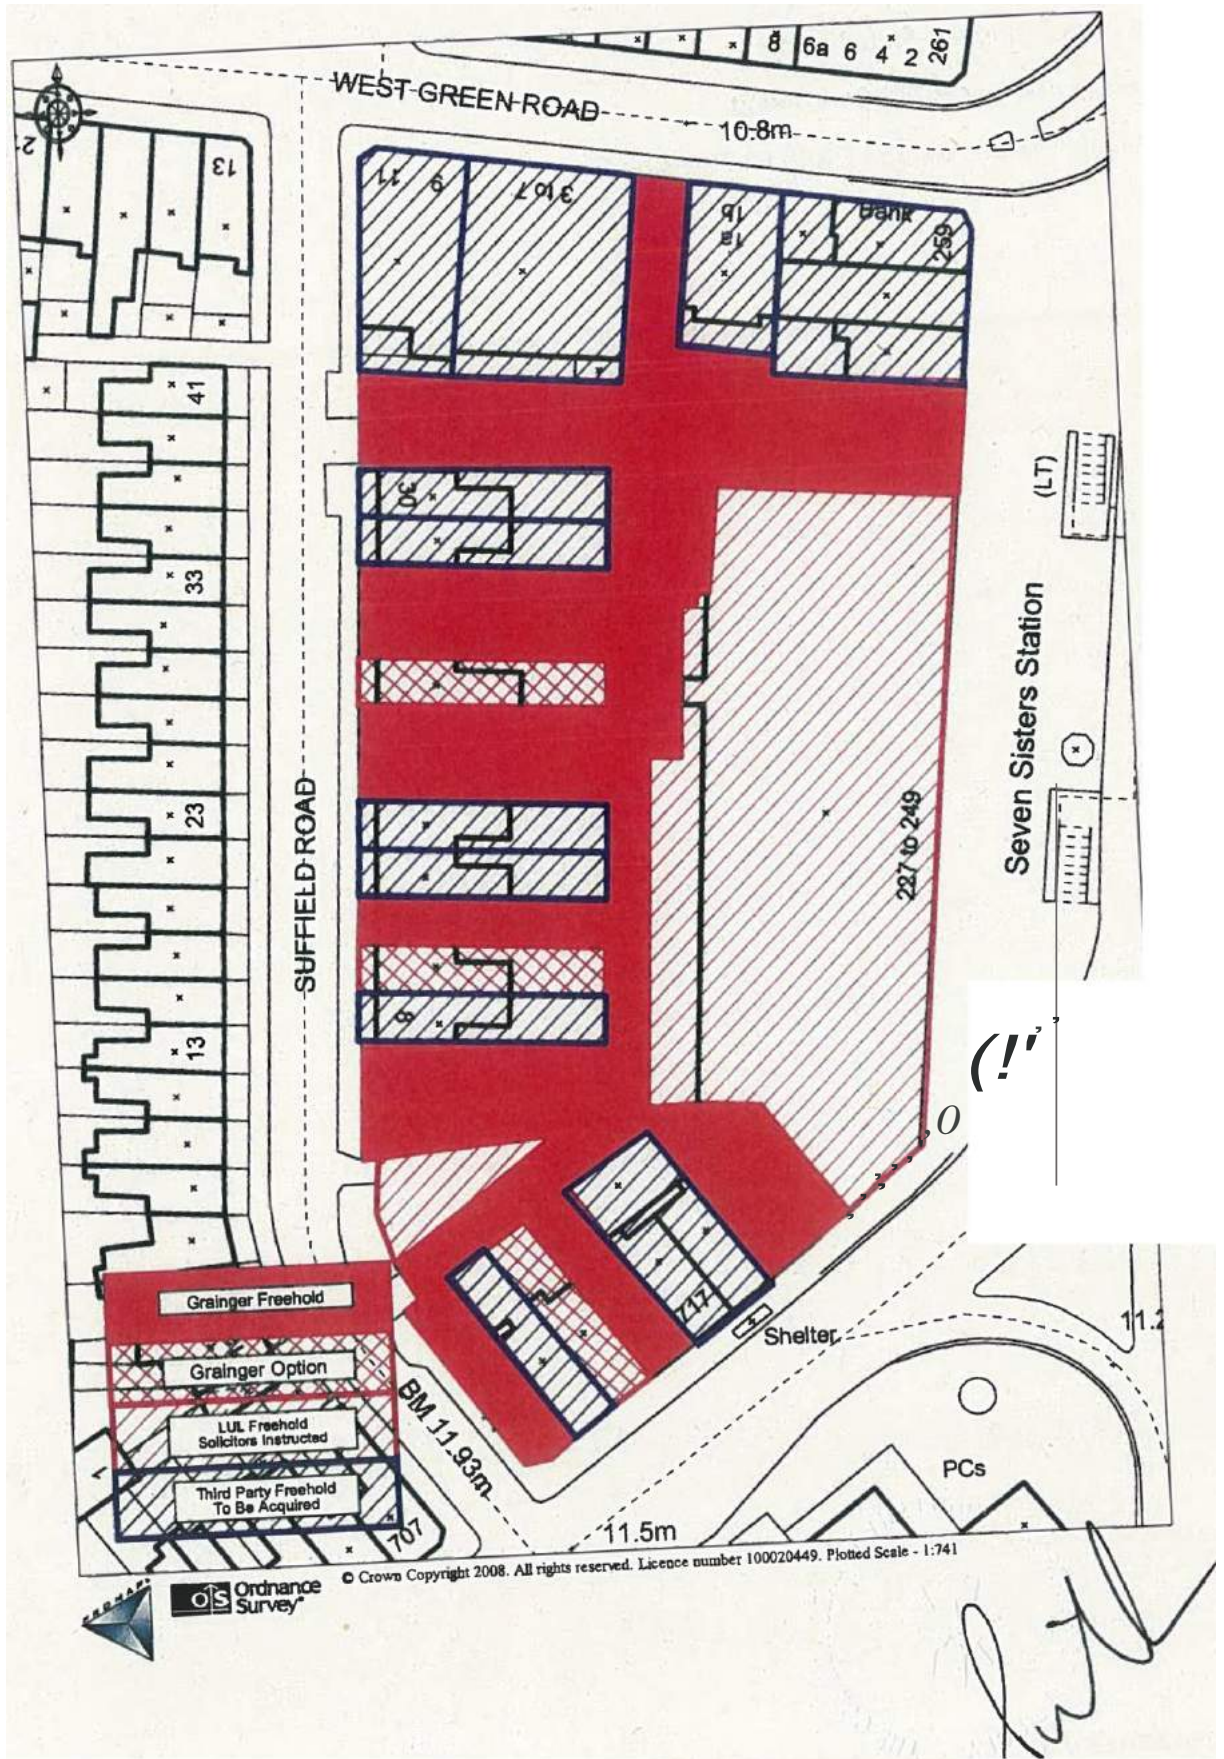 8 6a 6 4 2 261
WEST GREEN ROAD
10.8m
13
11 9 3 to 7
1b
1a
Bank
259
41
30
(LT)
33
Seven Sisters Station
23
SUFFIELD ROAD
227 to 249
8
13
(!'
,0
Grainger Freehold
Grainger Option
LUL Freehold
Solicitors Instructed
Third Party Freehold
To Be Acquired
717
Shelter
BM 11.93m
11.2
PCs
1
707
11.5m
© Crown Copyright 2008. All rights reserved. Licence number 100020449. Plotted Scale - 1:741
PROMAP
OS Ordnance
Survey®